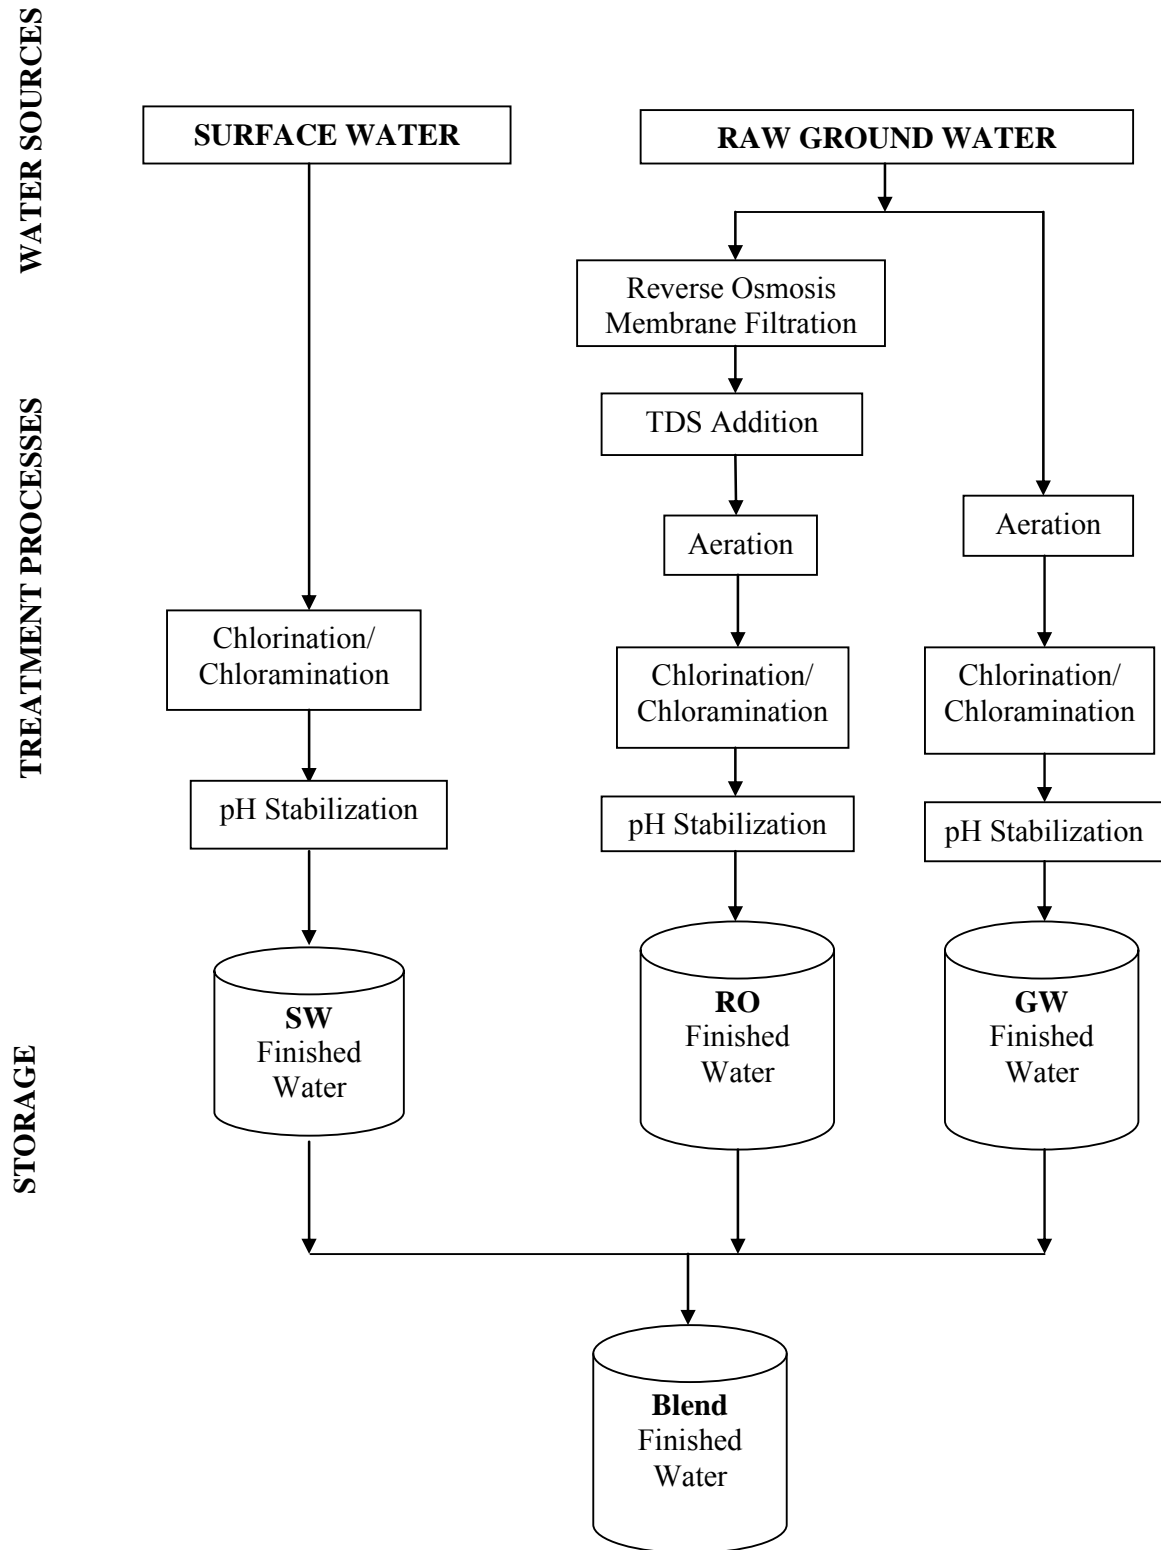 WATER SOURCES
SURFACE WATER
RAW GROUND WATER
Reverse Osmosis
Membrane Filtration
TREATMENT PROCESSES
TDS Addition
Aeration
Aeration
Chlorination/
Chloramination
Chlorination/
Chloramination
Chlorination/
Chloramination
pH Stabilization
pH Stabilization
pH Stabilization
STORAGE
SW
Finished
Water
RO
Finished
Water
GW
Finished
Water
Blend
Finished
Water